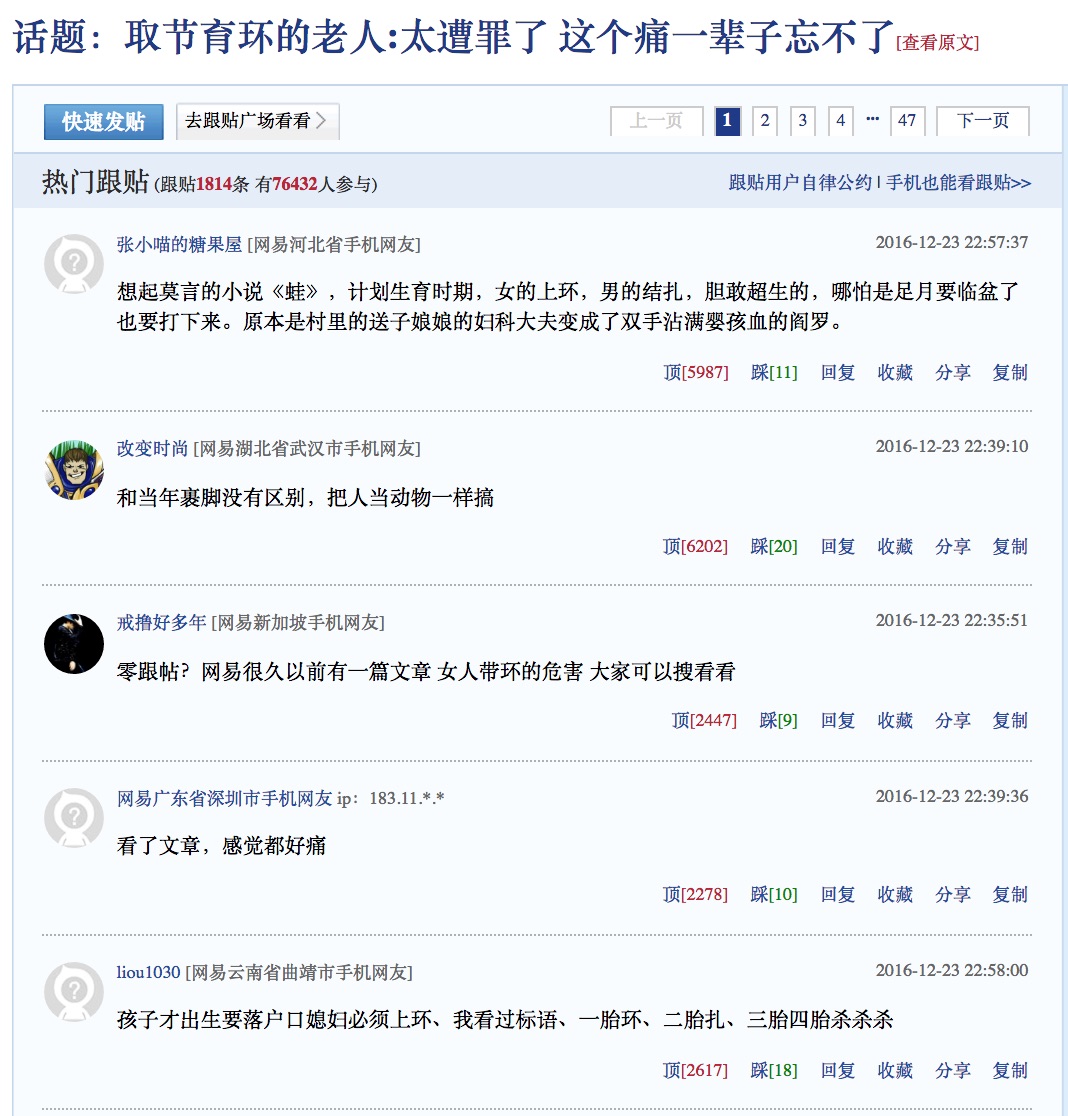 话题：取节育环的老人:太遭罪了 这个痛一辈子忘不了[查看原文]
快速发贴 去跟贴广场看看 上一页 1 2 3 4 ... 47 下一页
热门跟贴 (跟贴1814条 有76432人参与) 跟贴用户自律公约 | 手机也能看跟贴>>
张小喵的糖果屋 [网易河北省手机网友] 2016-12-23 22:57:37
想起莫言的小说《蛙》，计划生育时期，女的上环，男的结扎，胆敢超生的，哪怕是足月要临盆了
也要打下来。原本是村里的送子娘娘的妇科大夫变成了双手沾满婴孩血的阎罗。
顶[5987] 踩[11] 回复 收藏 分享 复制
改变时尚 [网易湖北省武汉市手机网友] 2016-12-23 22:39:10
和当年裹脚没有区别，把人当动物一样搞
顶[6202] 踩[20] 回复 收藏 分享 复制
戒撸好多年 [网易新加坡手机网友] 2016-12-23 22:35:51
零跟帖？网易很久以前有一篇文章 女人带环的危害 大家可以搜看看
顶[2447] 踩[9] 回复 收藏 分享 复制
网易广东省深圳市手机网友 ip：183.11.*.* 2016-12-23 22:39:36
看了文章，感觉都好痛
顶[2278] 踩[10] 回复 收藏 分享 复制
liou1030 [网易云南省曲靖市手机网友] 2016-12-23 22:58:00
孩子才出生要落户口媳妇必须上环、我看过标语、一胎环、二胎扎、三胎四胎杀杀杀
顶[2617] 踩[18] 回复 收藏 分享 复制